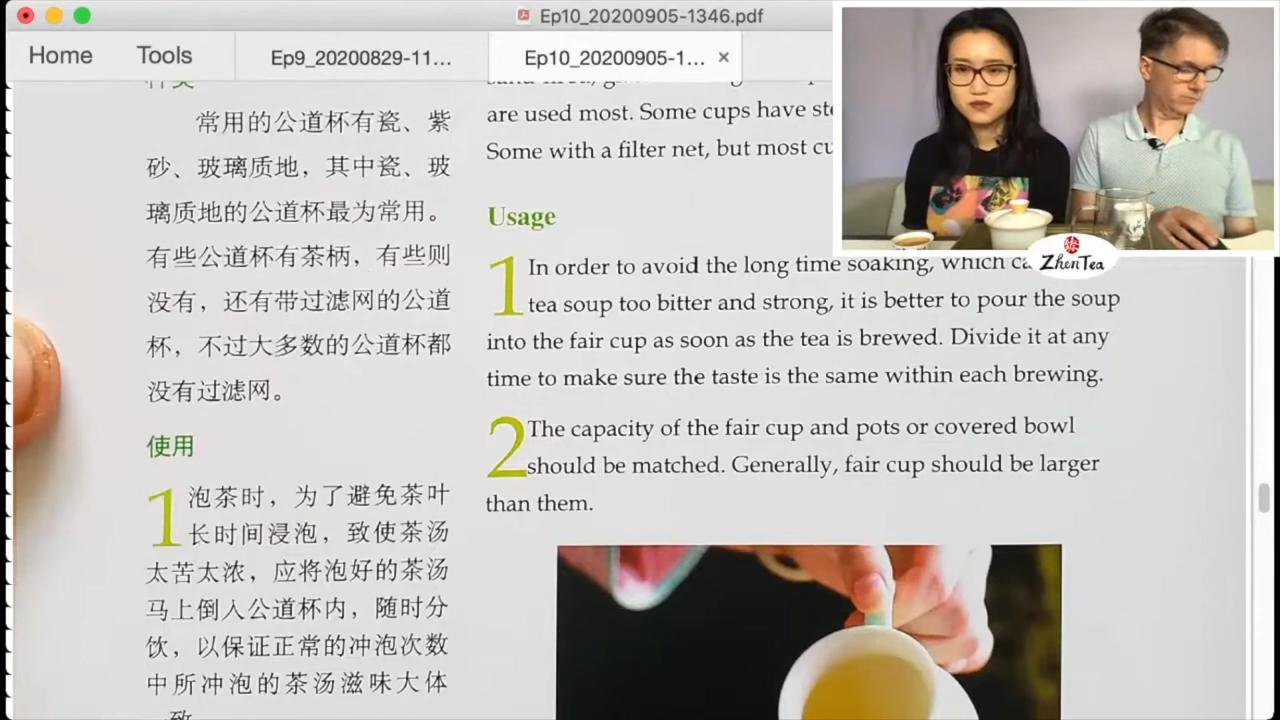 Ep10_20200905-1346.pdf
Home
Tools
Ep9_20200829-11...
Ep10_20200905-1...
常用的公道杯有瓷、紫
砂、玻璃质地，其中瓷、玻
璃质地的公道杯最为常用。
有些公道杯有茶柄，有些则
没有，还有带过滤网的公道
杯，不过大多数的公道杯都
没有过滤网。
使用
1 泡茶时，为了避免茶叶
长时间浸泡，致使茶汤
太苦太浓，应将泡好的茶汤
马上倒入公道杯内，随时分
饮，以保证正常的冲泡次数
中所冲泡的茶汤滋味大体
are used most. Some cups have
Some with a filter net, but most
Usage
1 In order to avoid the long time soaking, which
tea soup too bitter and strong, it is better to pour the soup
into the fair cup as soon as the tea is brewed. Divide it at any
time to make sure the taste is the same within each brewing.
2 The capacity of the fair cup and pots or covered bowl
should be matched. Generally, fair cup should be larger
than them.
Zhen Tea